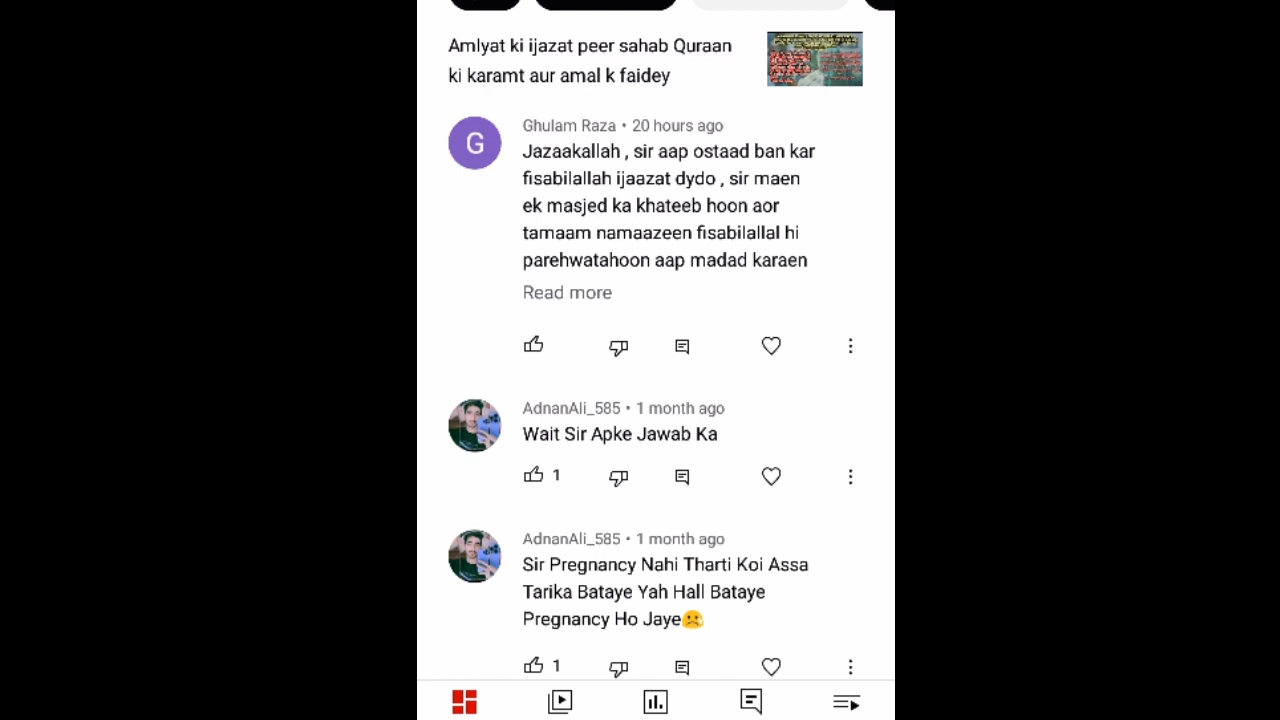 Amlyat ki ijazat peer sahab Quraan
ki karamt aur amal k faidey
Ghulam Raza • 20 hours ago
G
Jazaakallah , sir aap ostaad ban kar
fisabilallah ijaazat dydo , sir maen
ek masjed ka khateeb hoon aor
tamaam namaazeen fisabilallal hi
parehwatahoon aap madad karaen
Read more
AdnanAli_585 • 1 month ago
Wait Sir Apke Jawab Ka
1
AdnanAli_585 • 1 month ago
Sir Pregnancy Nahi Tharti Koi Assa
Tarika Bataye Yah Hall Bataye
Pregnancy Ho Jaye☹️
1